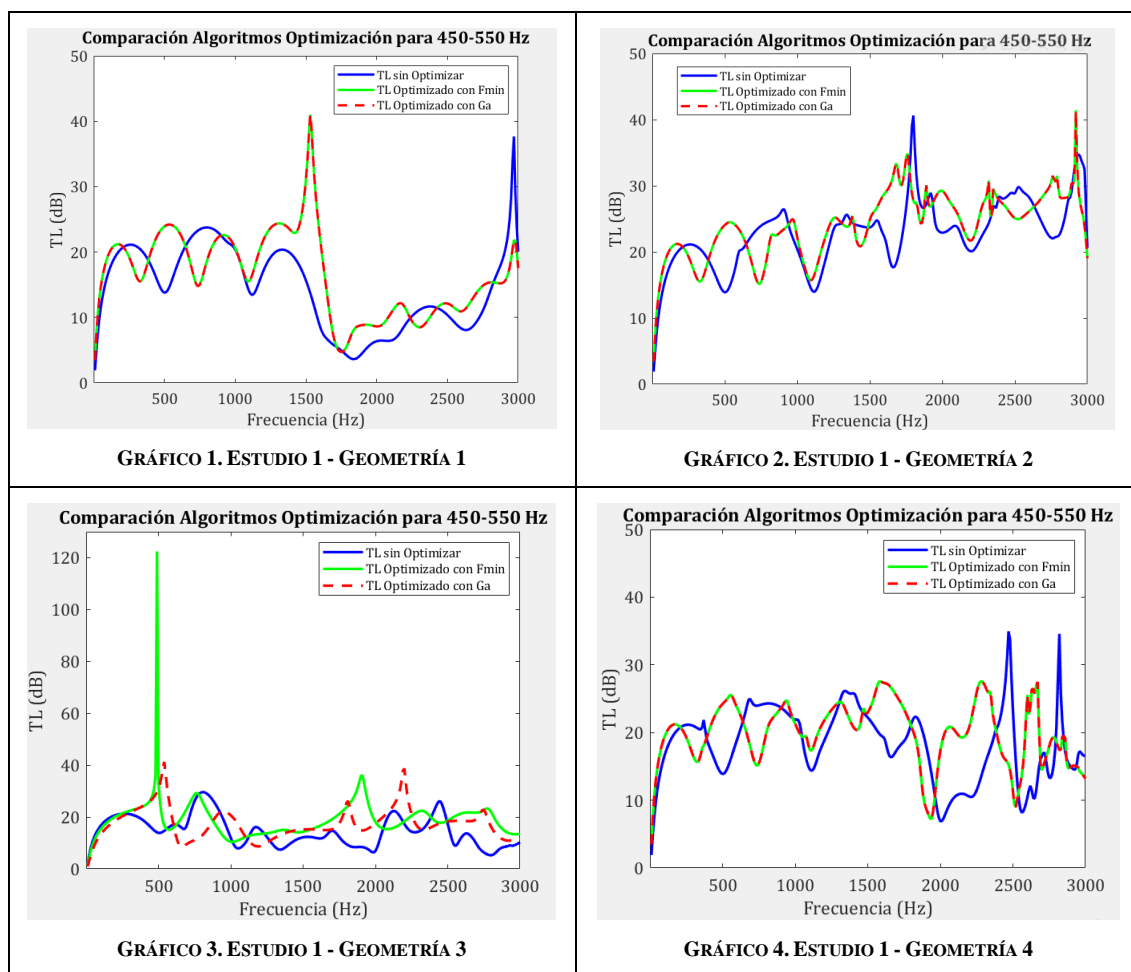 Comparación Algoritmos Optimización para 450-550 Hz
50
40
30
20
10
0
TL (dB)
TL sin Optimizar
TL Optimizado con Fmin
TL Optimizado con Ga
500 1000 1500 2000 2500 3000
Frecuencia (Hz)
GRÁFICO 1. ESTUDIO 1 - GEOMETRÍA 1
Comparación Algoritmos Optimización para 450-550 Hz
50
40
30
20
10
0
TL (dB)
TL sin Optimizar
TL Optimizado con Fmin
TL Optimizado con Ga
500 1000 1500 2000 2500 3000
Frecuencia (Hz)
GRÁFICO 2. ESTUDIO 1 - GEOMETRÍA 2
Comparación Algoritmos Optimización para 450-550 Hz
120
100
80
60
40
20
0
TL (dB)
TL sin Optimizar
TL Optimizado con Fmin
TL Optimizado con Ga
500 1000 1500 2000 2500 3000
Frecuencia (Hz)
GRÁFICO 3. ESTUDIO 1 - GEOMETRÍA 3
Comparación Algoritmos Optimización para 450-550 Hz
50
40
30
20
10
0
TL (dB)
TL sin Optimizar
TL Optimizado con Fmin
TL Optimizado con Ga
500 1000 1500 2000 2500 3000
Frecuencia (Hz)
GRÁFICO 4. ESTUDIO 1 - GEOMETRÍA 4